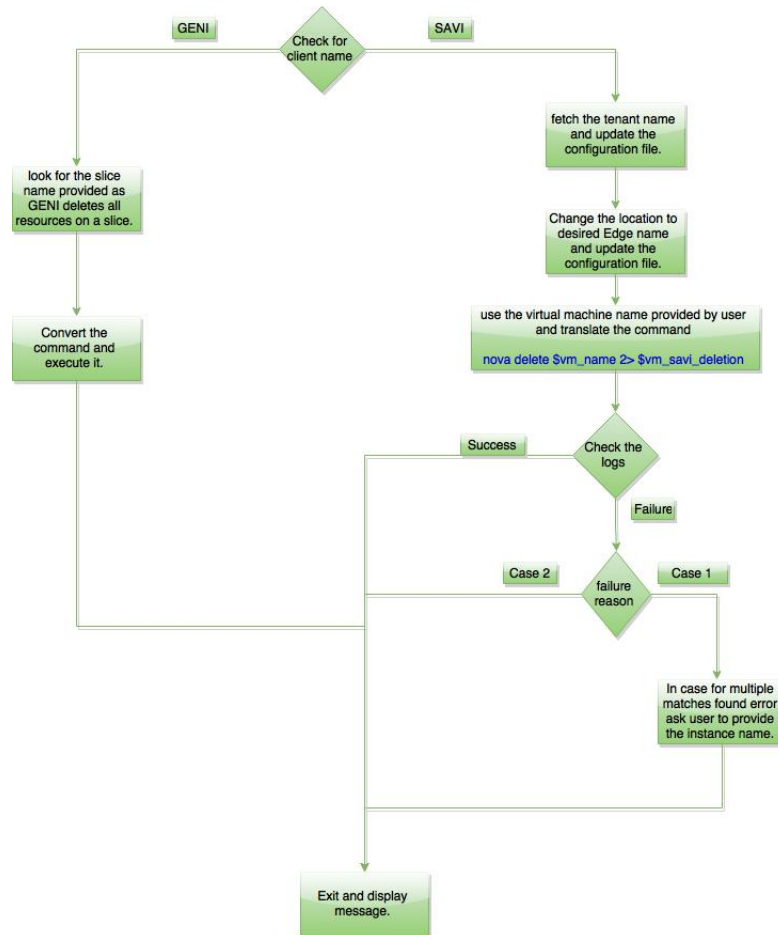 GENI
Check for
client name
SAVI
fetch the tenant name
and update the
configuration file.
look for the slice
name provided as
GENI deletes all
resources on a slice.
Change the location to
desired Edge name
and update the
configuration file.
use the virtual machine name provided by user
and translate the command
nova delete $vm_name 2> $vm_savi_deletion
Convert the
command and
execute it.
Success
Check the
logs
Failure
Case 2
failure
reason
Case 1
In case for multiple
matches found error
ask user to provide
the instance name.
Exit and display
message.